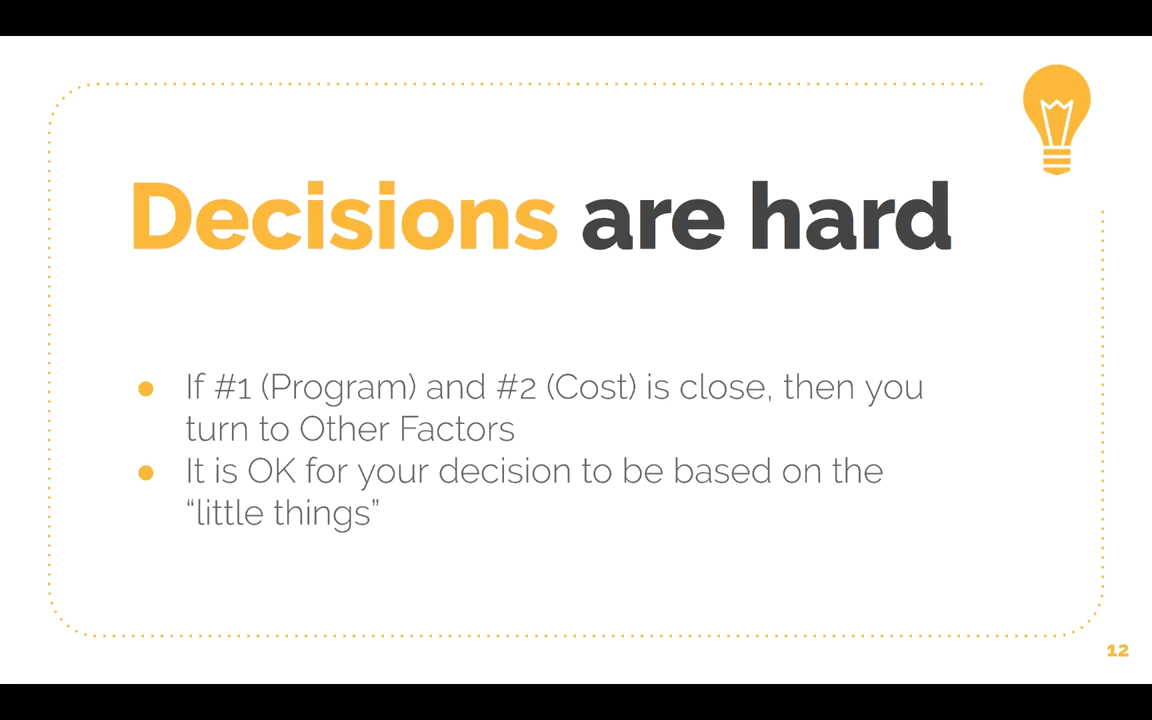 Decisions are hard
● If #1 (Program) and #2 (Cost) is close, then you
turn to Other Factors
● It is OK for your decision to be based on the
“little things”
12